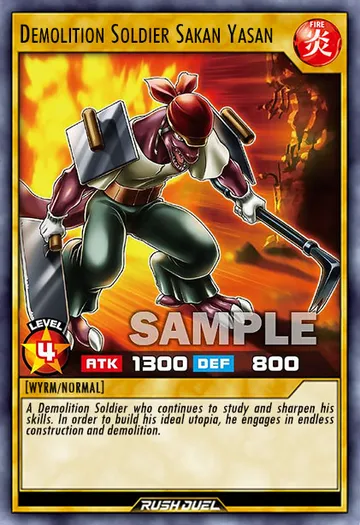 DEMOLITION SOLDIER SAKAN YASAN
FIRE
炎
SAMPLE
LEVEL
4
ATK 1300 DEF 800
[WYRM/NORMAL]
A Demolition Soldier who continues to study and sharpen his
skills. In order to build his ideal utopia, he engages in endless
construction and demolition.
RUSH DUEL